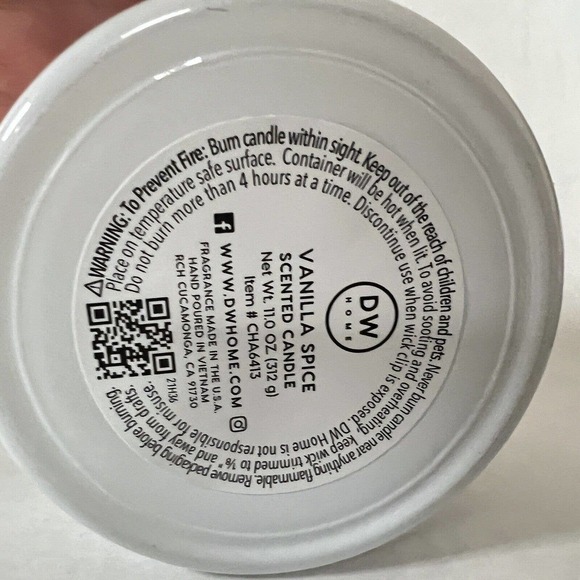 ⚠WARNING: To Prevent Fire: Burn candle within sight. Keep out of the reach of children and pets. Never burn candle near anything flammable. Remove packaging before burning.
Place on temperature safe surface. Container will be hot when lit. To avoid sooting and overheating, keep wick trimmed to ⅛" and away from drafts.
Do not burn more than 4 hours at a time. Discontinue use when wick clip is exposed. DW Home is not responsible for misuse.
DW
HOME
VANILLA SPICE
SCENTED CANDLE
Net Wt. 11.0 OZ (312 g)
Item # CHA6413
WWW.DWHOME.COM
FRAGRANCE MADE IN THE U.S.A.
HAND POURED IN VIETNAM
RCH CUCAMONGA, CA 91730